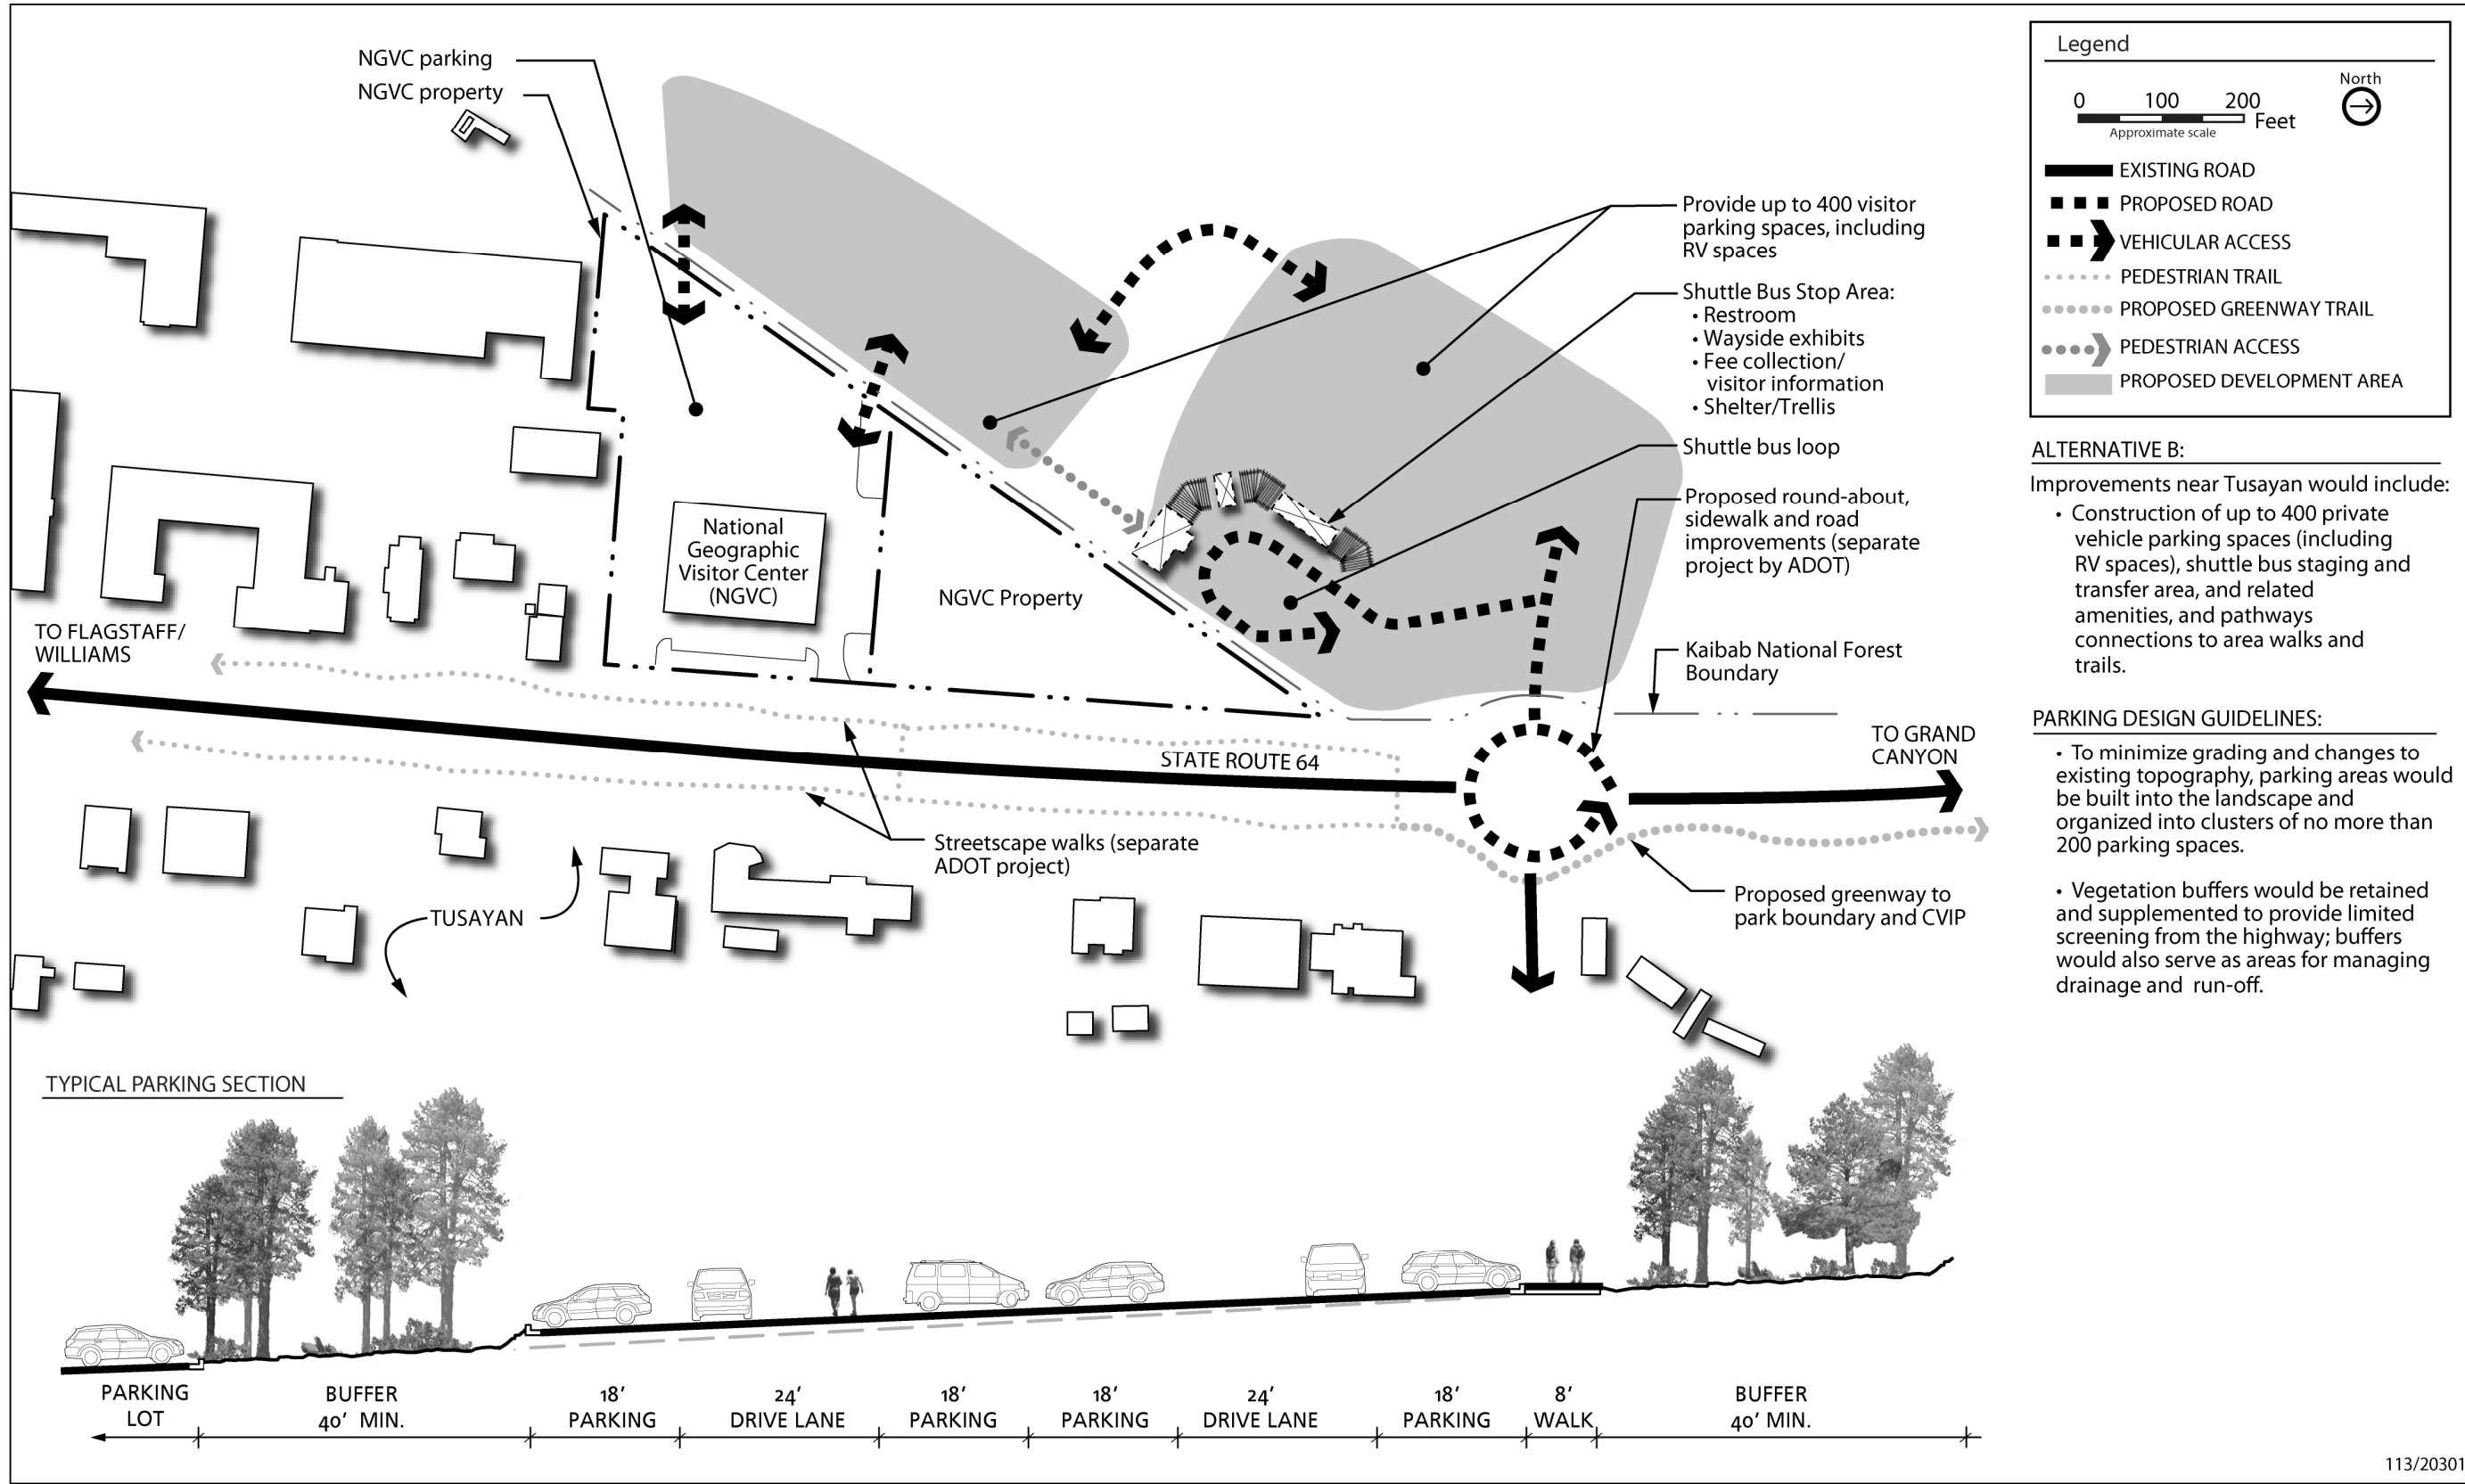 NGVC parking
NGVC property
Provide up to 400 visitor
parking spaces, including
RV spaces
Shuttle Bus Stop Area:
• Restroom
• Wayside exhibits
• Fee collection/
visitor information
• Shelter/Trellis
Shuttle bus loop
Proposed round-about,
sidewalk and road
improvements (separate
project by ADOT)
National
Geographic
Visitor Center
(NGVC)
NGVC Property
TO FLAGSTAFF/
WILLIAMS
Kaibab National Forest
Boundary
STATE ROUTE 64
TO GRAND
CANYON
Streetscape walks (separate
ADOT project)
TUSAYAN
Proposed greenway to
park boundary and CVIP
Legend
0 100 200
Feet
Approximate scale
North
EXISTING ROAD
PROPOSED ROAD
VEHICULAR ACCESS
PEDESTRIAN TRAIL
PROPOSED GREENWAY TRAIL
PEDESTRIAN ACCESS
PROPOSED DEVELOPMENT AREA
ALTERNATIVE B:
Improvements near Tusayan would include:
• Construction of up to 400 private
vehicle parking spaces (including
RV spaces), shuttle bus staging and
transfer area, and related
amenities, and pathways
connections to area walks and
trails.
PARKING DESIGN GUIDELINES:
• To minimize grading and changes to
existing topography, parking areas would
be built into the landscape and
organized into clusters of no more than
200 parking spaces.
• Vegetation buffers would be retained
and supplemented to provide limited
screening from the highway; buffers
would also serve as areas for managing
drainage and run-off.
TYPICAL PARKING SECTION
PARKING
LOT
BUFFER
40' MIN.
18'
PARKING
24'
DRIVE LANE
18'
PARKING
18'
PARKING
24'
DRIVE LANE
18'
PARKING
8'
WALK
BUFFER
40' MIN.
113/20301